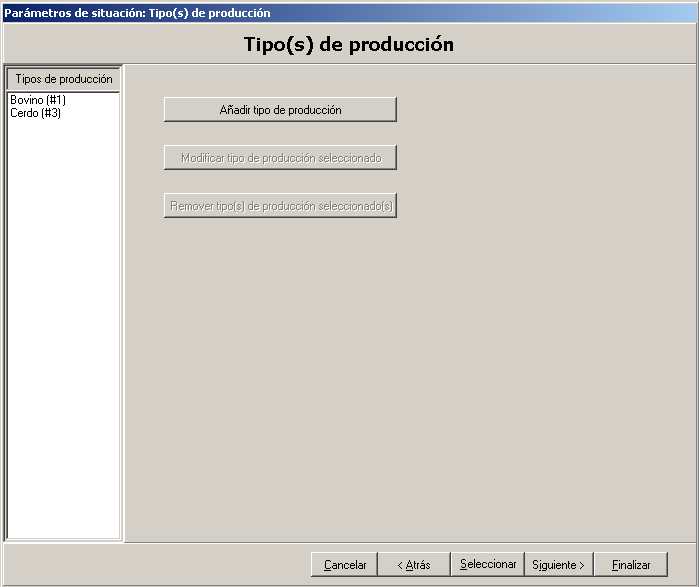 Parámetros de situación: Tipo(s) de producción
Tipo(s) de producción
Tipos de producción
Bovino (#1)
Cerdo (#3)
Añadir tipo de producción
Modificar tipo de producción seleccionado
Remover tipo(s) de producción seleccionado(s)
Cancelar
< Atrás
Seleccionar
Siguiente >
Finalizar